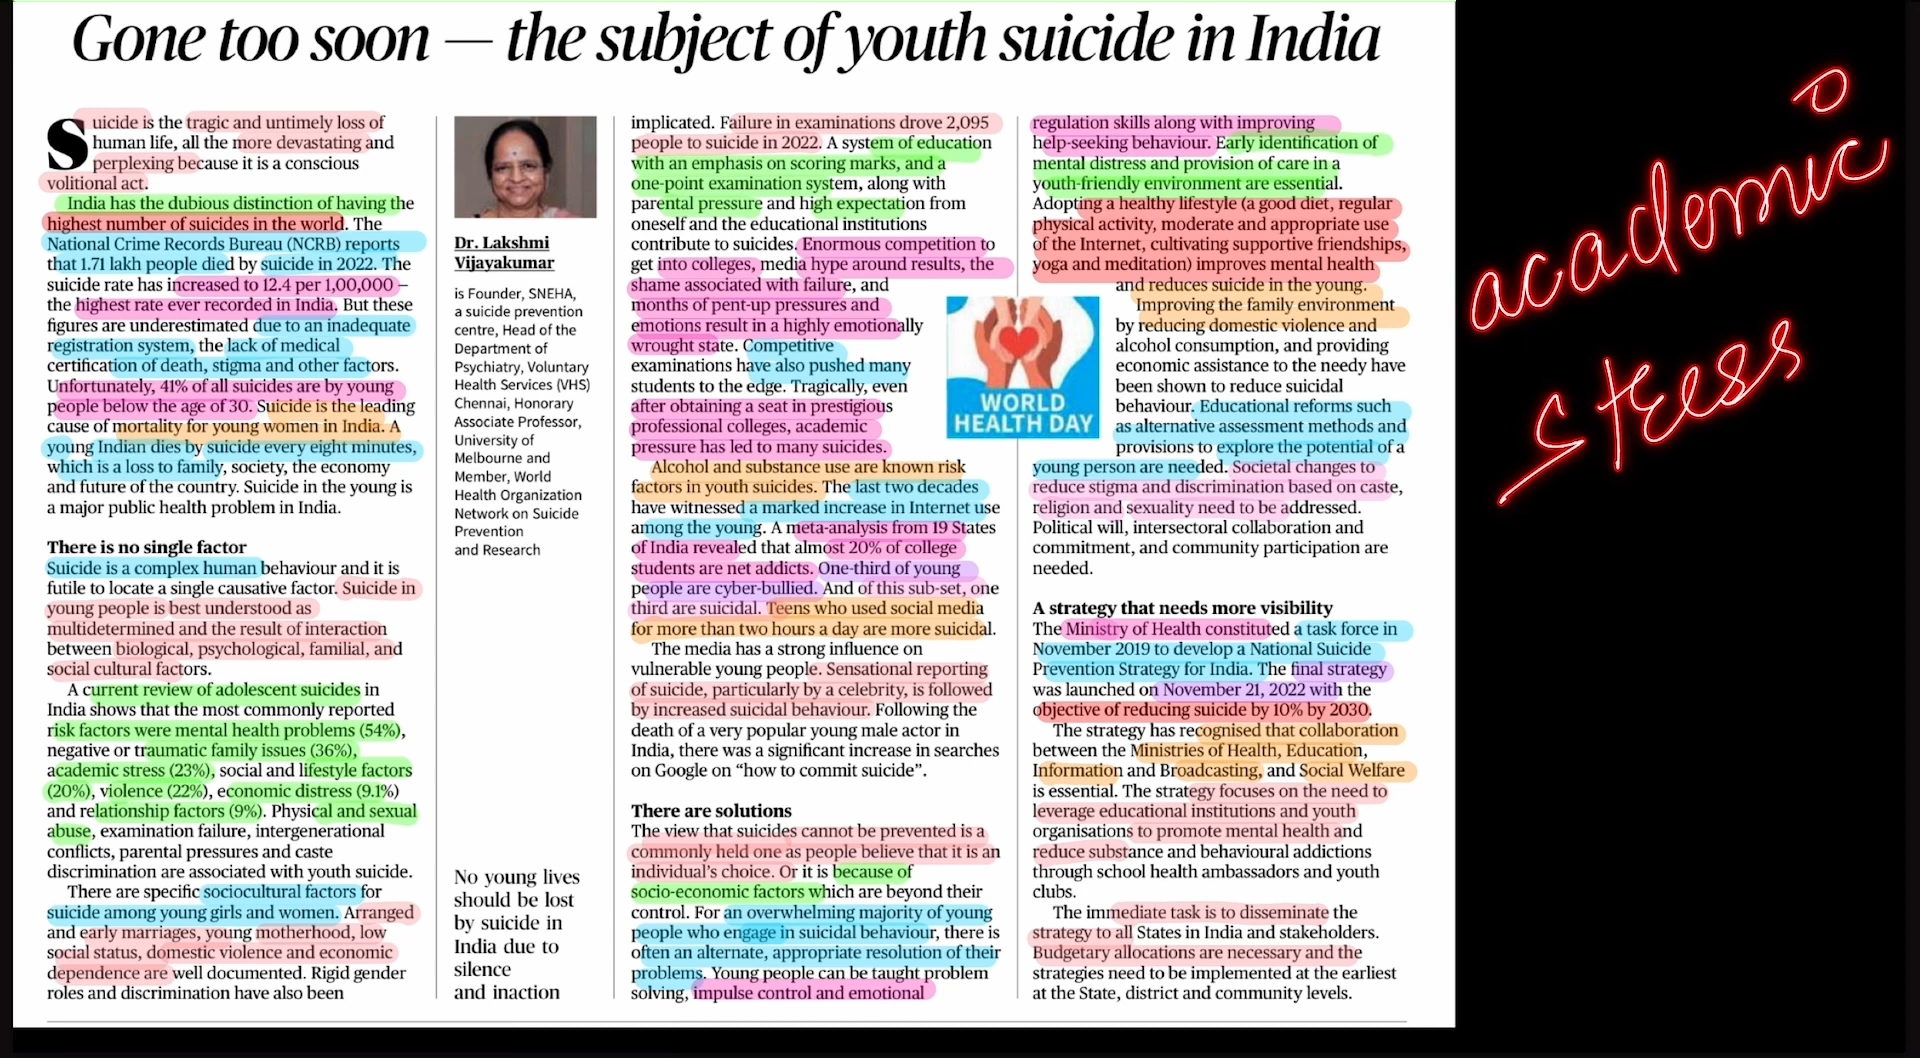 Gone too soon — the subject of youth suicide in India
Suicide is the tragic and untimely loss of
human life, all the more devastating and
perplexing because it is a conscious
volitional act.
India has the dubious distinction of having the
highest number of suicides in the world. The
National Crime Records Bureau (NCRB) reports
that 1.71 lakh people died by suicide in 2022. The
suicide rate has increased to 12.4 per 1,00,000 —
the highest rate ever recorded in India. But these
figures are underestimated due to an inadequate
registration system, the lack of medical
certification of death, stigma and other factors.
Unfortunately, 41% of all suicides are by young
people below the age of 30. Suicide is the leading
cause of mortality for young women in India. A
young Indian dies by suicide every eight minutes,
which is a loss to family, society, the economy
and future of the country. Suicide in the young is
a major public health problem in India.
There is no single factor
Suicide is a complex human behaviour and it is
futile to locate a single causative factor. Suicide in
young people is best understood as
multidetermined and the result of interaction
between biological, psychological, familial, and
social cultural factors.
A current review of adolescent suicides in
India shows that the most commonly reported
risk factors were mental health problems (54%),
negative or traumatic family issues (36%),
academic stress (23%), social and lifestyle factors
(20%), violence (22%), economic distress (9.1%)
and relationship factors (9%). Physical and sexual
abuse, examination failure, intergenerational
conflicts, parental pressures and caste
discrimination are associated with youth suicide.
There are specific sociocultural factors for
suicide among young girls and women. Arranged
and early marriages, young motherhood, low
social status, domestic violence and economic
dependence are well documented. Rigid gender
roles and discrimination have also been
Dr. Lakshmi
Vijayakumar
is Founder, SNEHA,
a suicide prevention
centre, Head of the
Department of
Psychiatry, Voluntary
Health Services (VHS)
Chennai, Honorary
Associate Professor,
University of
Melbourne and
Member, World
Health Organization
Network on Suicide
Prevention
and Research
No young lives
should be lost
by suicide in
India due to
silence
and inaction
implicated. Failure in examinations drove 2,095
people to suicide in 2022. A system of education
with an emphasis on scoring marks, and a
one-point examination system, along with
parental pressure and high expectation from
oneself and the educational institutions
contribute to suicides. Enormous competition to
get into colleges, media hype around results, the
shame associated with failure, and
months of pent-up pressures and
emotions result in a highly emotionally
wrought state. Competitive
examinations have also pushed many
students to the edge. Tragically, even
after obtaining a seat in prestigious
professional colleges, academic
pressure has led to many suicides.
Alcohol and substance use are known risk
factors in youth suicides. The last two decades
have witnessed a marked increase in Internet use
among the young. A meta-analysis from 19 States
of India revealed that almost 20% of college
students are net addicts. One-third of young
people are cyber-bullied. And of this sub-set, one
third are suicidal. Teens who used social media
for more than two hours a day are more suicidal.
The media has a strong influence on
vulnerable young people. Sensational reporting
of suicide, particularly by a celebrity, is followed
by increased suicidal behaviour. Following the
death of a very popular young male actor in
India, there was a significant increase in searches
on Google on “how to commit suicide”.
There are solutions
The view that suicides cannot be prevented is a
commonly held one as people believe that it is an
individual’s choice. Or it is because of
socio-economic factors which are beyond their
control. For an overwhelming majority of young
people who engage in suicidal behaviour, there is
often an alternate, appropriate resolution of their
problems. Young people can be taught problem
solving, impulse control and emotional
WORLD
HEALTH DAY
regulation skills along with improving
help-seeking behaviour. Early identification of
mental distress and provision of care in a
youth-friendly environment are essential.
Adopting a healthy lifestyle (a good diet, regular
physical activity, moderate and appropriate use
of the Internet, cultivating supportive friendships,
yoga and meditation) improves mental health
and reduces suicide in the young.
Improving the family environment
by reducing domestic violence and
alcohol consumption, and providing
economic assistance to the needy have
been shown to reduce suicidal
behaviour. Educational reforms such
as alternative assessment methods and
provisions to explore the potential of a
young person are needed. Societal changes to
reduce stigma and discrimination based on caste,
religion and sexuality need to be addressed.
Political will, intersectoral collaboration and
commitment, and community participation are
needed.
A strategy that needs more visibility
The Ministry of Health constituted a task force in
November 2019 to develop a National Suicide
Prevention Strategy for India. The final strategy
was launched on November 21, 2022 with the
objective of reducing suicide by 10% by 2030.
The strategy has recognised that collaboration
between the Ministries of Health, Education,
Information and Broadcasting, and Social Welfare
is essential. The strategy focuses on the need to
leverage educational institutions and youth
organisations to promote mental health and
reduce substance and behavioural addictions
through school health ambassadors and youth
clubs.
The immediate task is to disseminate the
strategy to all States in India and stakeholders.
Budgetary allocations are necessary and the
strategies need to be implemented at the earliest
at the State, district and community levels.
academic
stress